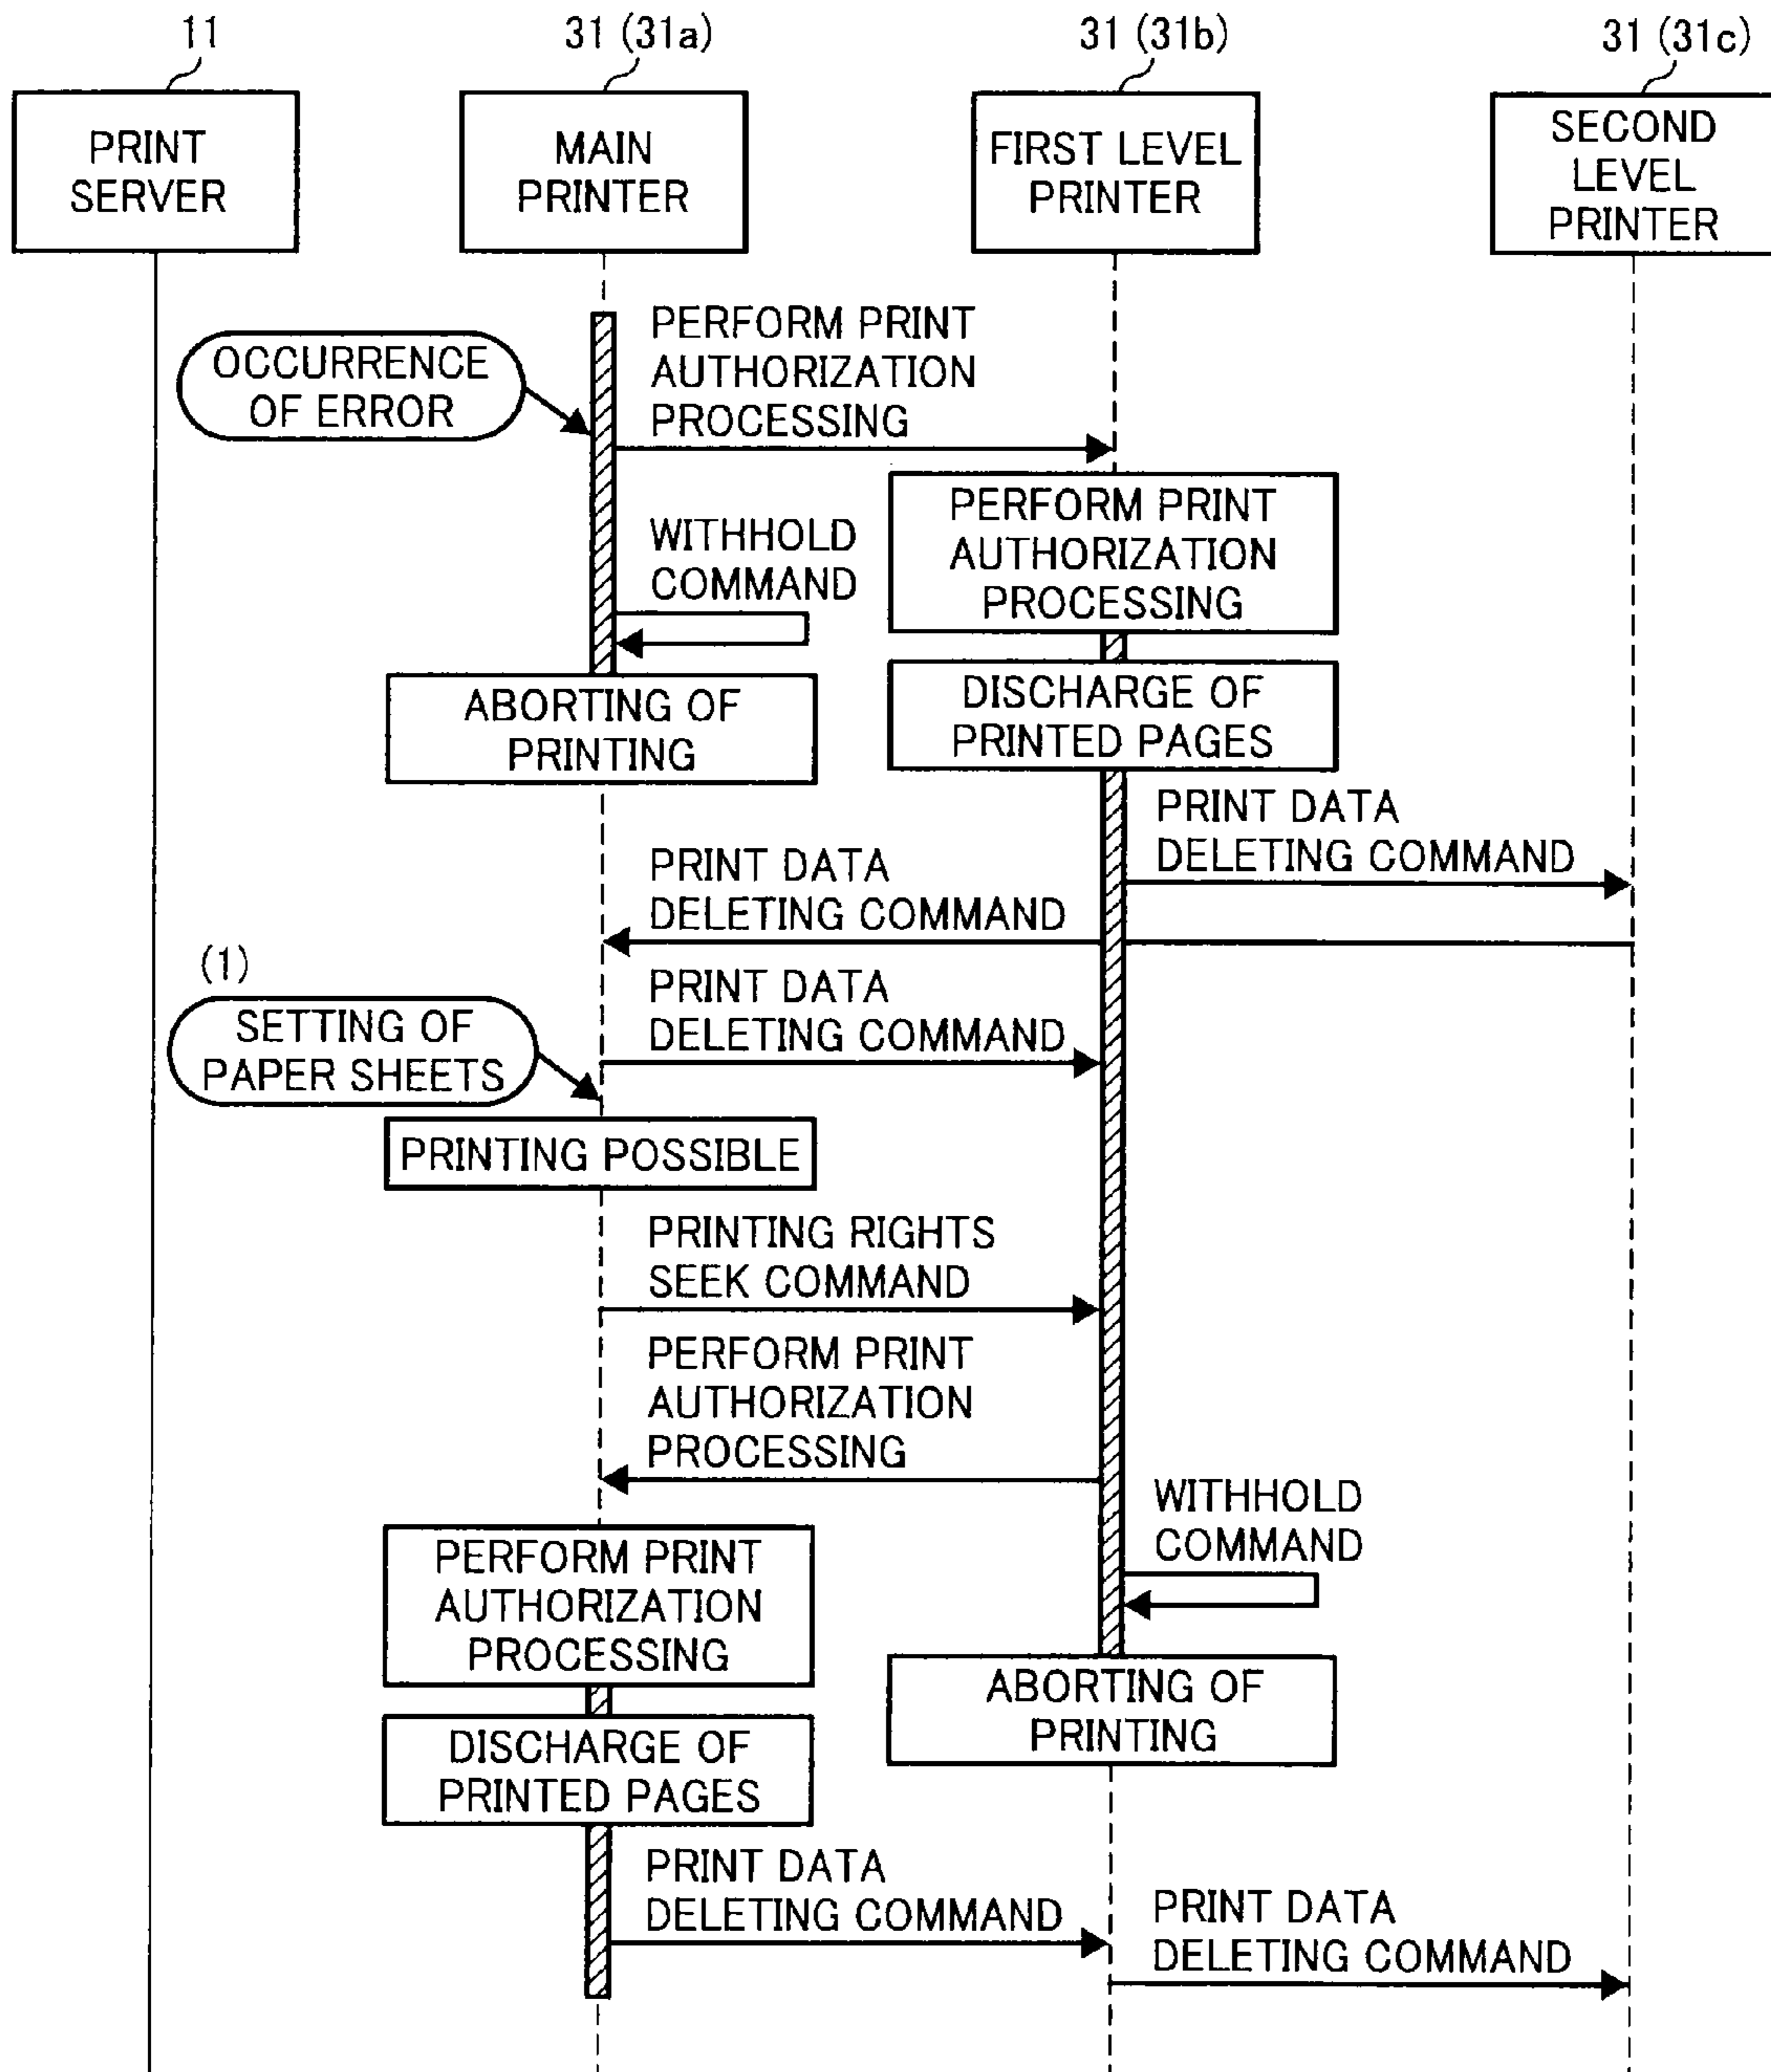 11
31 (31a)
31 (31b)
31 (31c)
PRINT
SERVER
MAIN
PRINTER
FIRST LEVEL
PRINTER
SECOND
LEVEL
PRINTER
OCCURRENCE
OF ERROR
PERFORM PRINT
AUTHORIZATION
PROCESSING
PERFORM PRINT
AUTHORIZATION
PROCESSING
WITHHOLD
COMMAND
ABORTING OF
PRINTING
DISCHARGE OF
PRINTED PAGES
PRINT DATA
DELETING COMMAND
PRINT DATA
DELETING COMMAND
(1)
SETTING OF
PAPER SHEETS
PRINT DATA
DELETING COMMAND
PRINTING POSSIBLE
PRINTING RIGHTS
SEEK COMMAND
PERFORM PRINT
AUTHORIZATION
PROCESSING
WITHHOLD
COMMAND
PERFORM PRINT
AUTHORIZATION
PROCESSING
ABORTING OF
PRINTING
DISCHARGE OF
PRINTED PAGES
PRINT DATA
DELETING COMMAND
PRINT DATA
DELETING COMMAND